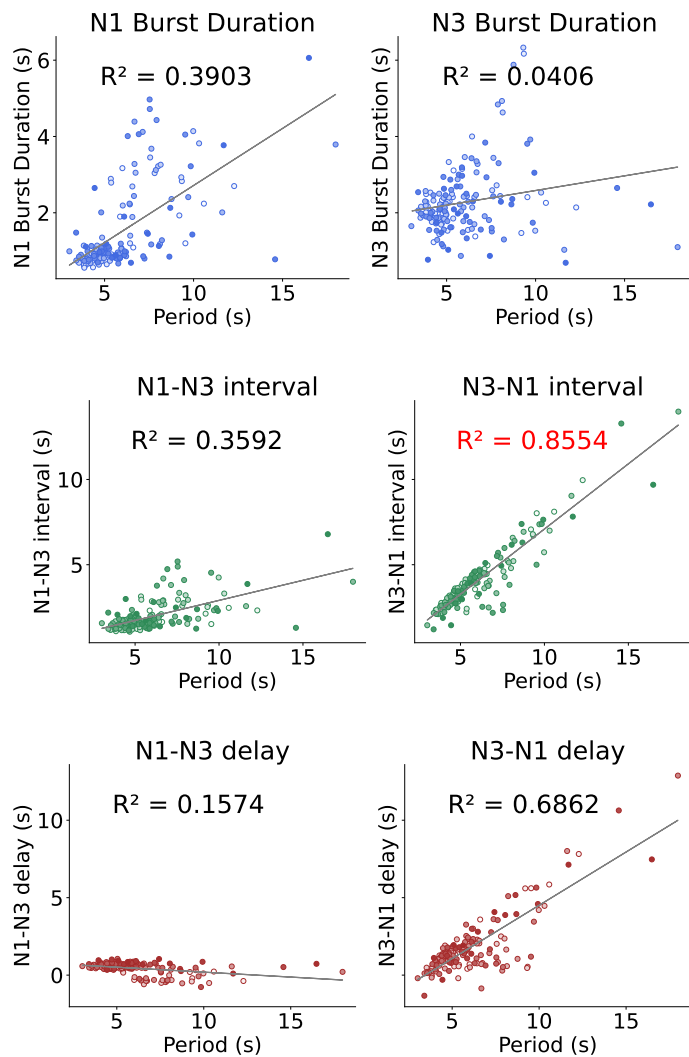 N1 Burst Duration
N3 Burst Duration
R² = 0.3903
R² = 0.0406
N1 Burst Duration (s)
6
4
2
5
10
15
Period (s)
N3 Burst Duration (s)
5
10
15
Period (s)
N1-N3 interval
N3-N1 interval
R² = 0.3592
R² = 0.8554
N1-N3 interval (s)
10
5
5
10
15
Period (s)
N3-N1 interval (s)
5
10
15
Period (s)
N1-N3 delay
N3-N1 delay
R² = 0.1574
R² = 0.6862
N1-N3 delay (s)
10
5
0
5
10
15
Period (s)
N3-N1 delay (s)
5
10
15
Period (s)